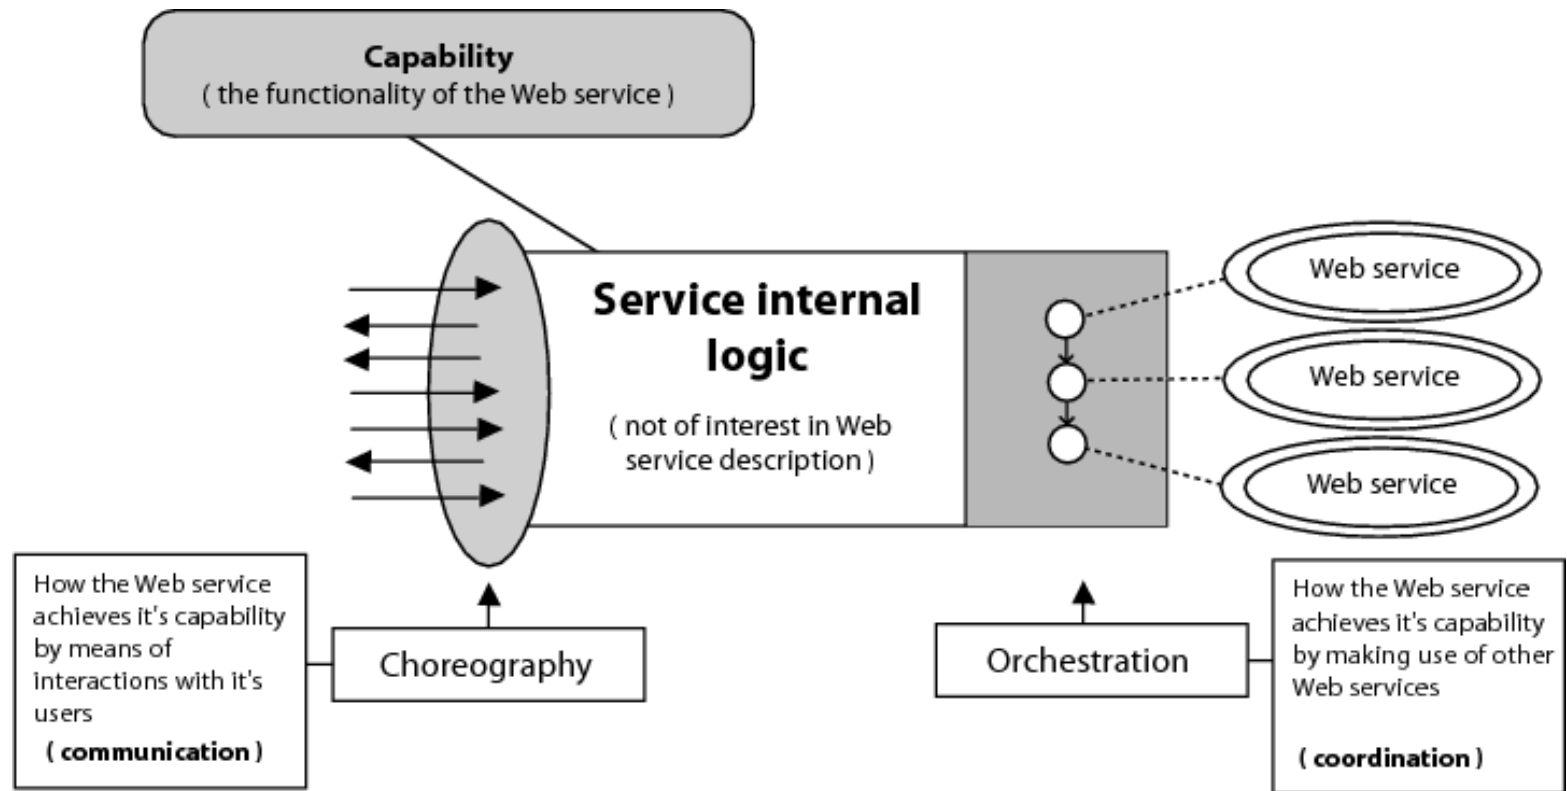 Capability
( the functionality of the Web service )
Service internal
logic
( not of interest in Web
service description )
Web service
Web service
Web service
How the Web service
achieves it's capability
by means of
interactions with it's
users
( communication )
Choreography
Orchestration
How the Web service
achieves it's capability
by making use of other
Web services
( coordination )